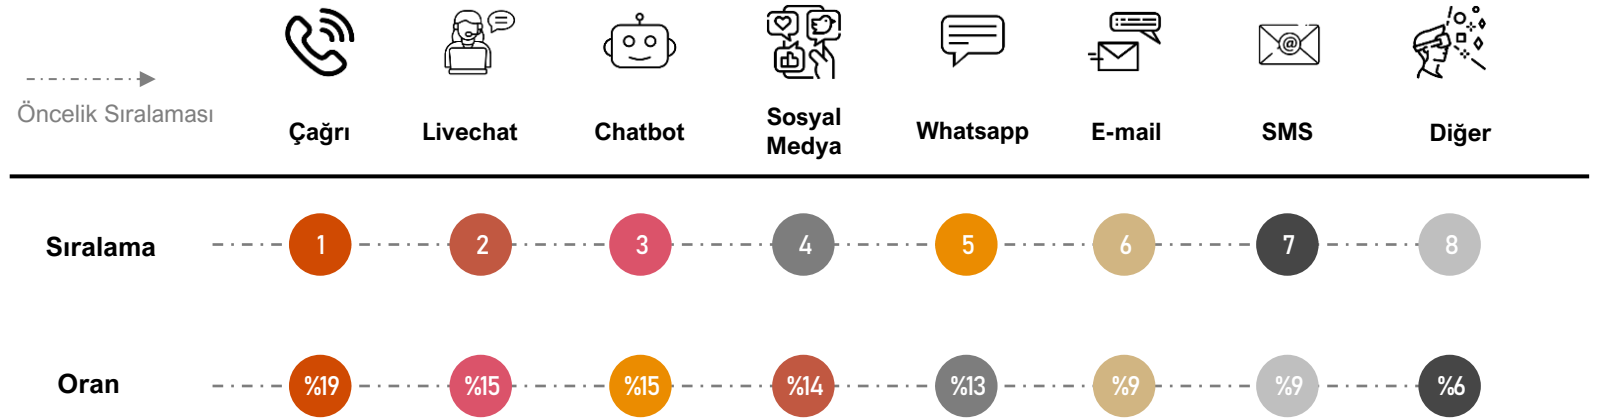 Öncelik Sıralaması
Çağrı
Livechat
Chatbot
Sosyal
Medya
Whatsapp
E-mail
@
SMS
Diğer
Sıralama
1 2 3 4 5 6 7 8
Oran
%19 %15 %15 %14 %13 %9 %9 %6